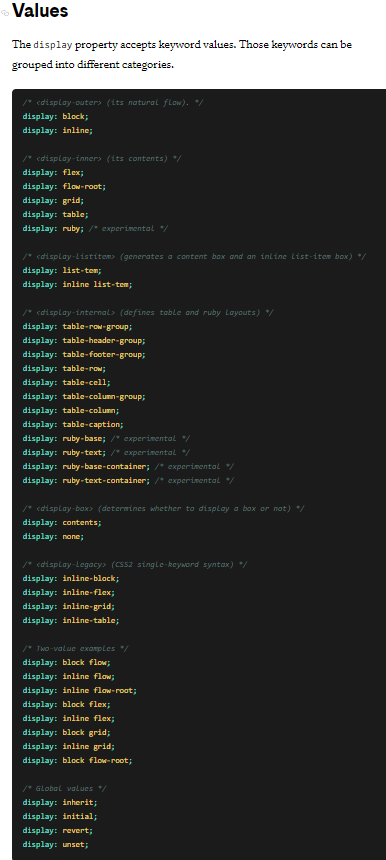 Values
The display property accepts keyword values. Those keywords can be
grouped into different categories.
/* <display-outer> (its natural flow). */
display: block;
display: inline;
/* <display-inner> (its contents) */
display: flex;
display: flow-root;
display: grid;
display: table;
display: ruby; /* experimental */
/* <display-listitem> (generates a content box and an inline list-item box) */
display: list-tem;
display: inline list-tem;
/* <display-internal> (defines table and ruby layouts) */
display: table-row-group;
display: table-header-group;
display: table-footer-group;
display: table-row;
display: table-cell;
display: table-column-group;
display: table-column;
display: table-caption;
display: ruby-base; /* experimental */
display: ruby-text; /* experimental */
display: ruby-base-container; /* experimental */
display: ruby-text-container; /* experimental */
/* <display-box> (determines whether to display a box or not) */
display: contents;
display: none;
/* <display-legacy> (CSS2 single-keyword syntax) */
display: inline-block;
display: inline-flex;
display: inline-grid;
display: inline-table;
/* Two-value examples */
display: block flow;
display: inline flow;
display: inline flow-root;
display: block flex;
display: inline flex;
display: block grid;
display: inline grid;
display: block flow-root;
/* Global values */
display: inherit;
display: initial;
display: revert;
display: unset;